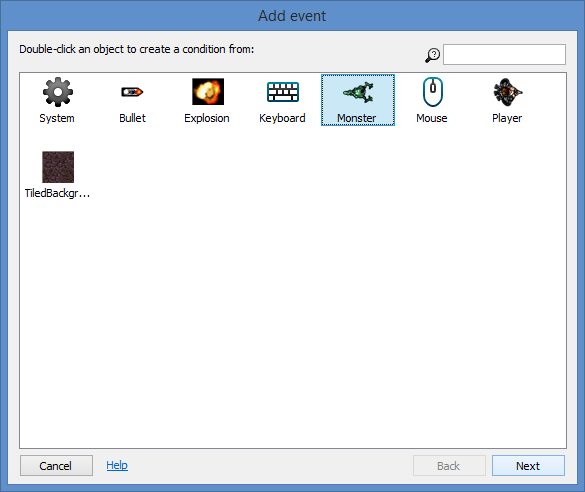 Add event
Double-click an object to create a condition from:
System Bullet Explosion Keyboard Monster Mouse Player
TiledBackgr...
Cancel Help Back Next